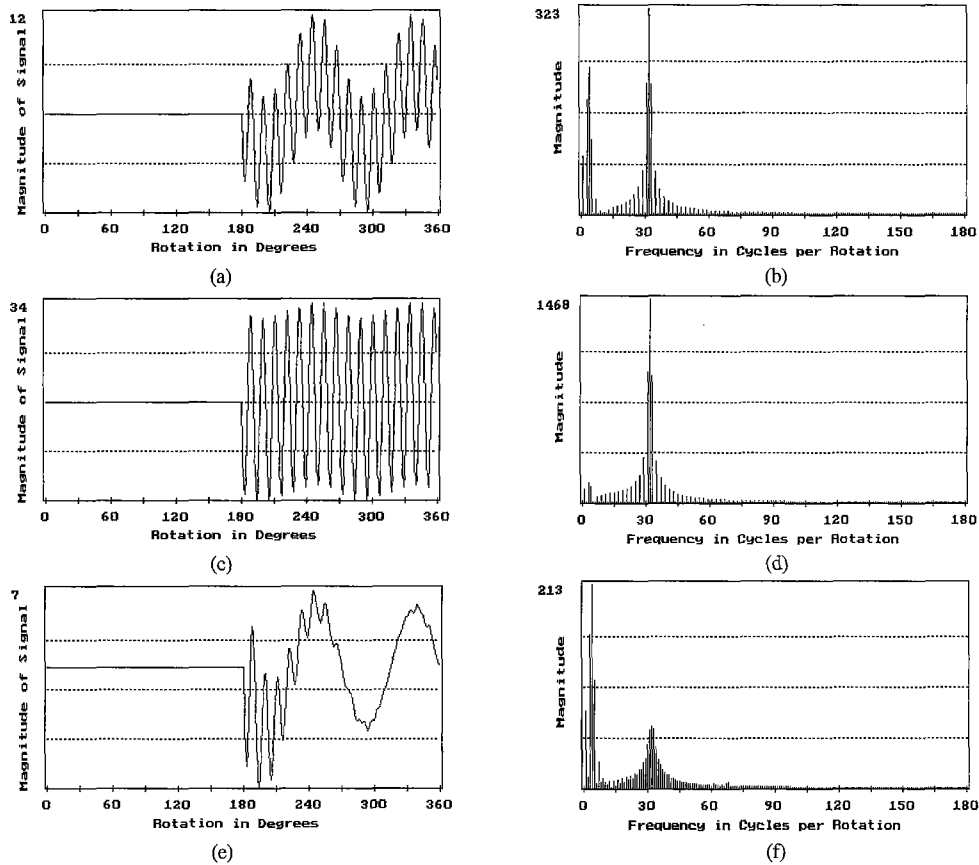 12
Magnitude of Signal
0 60 120 180 240 300 360
Rotation in Degrees
(a)
323
Magnitude
0 30 60 90 120 150 180
Frequency in Cycles per Rotation
(b)
34
Magnitude of Signal
0 60 120 180 240 300 360
Rotation in Degrees
(c)
1468
Magnitude
0 30 60 90 120 150 180
Frequency in Cycles per Rotation
(d)
7
Magnitude of Signal
0 60 120 180 240 300 360
Rotation in Degrees
(e)
213
Magnitude
0 30 60 90 120 150 180
Frequency in Cycles per Rotation
(f)